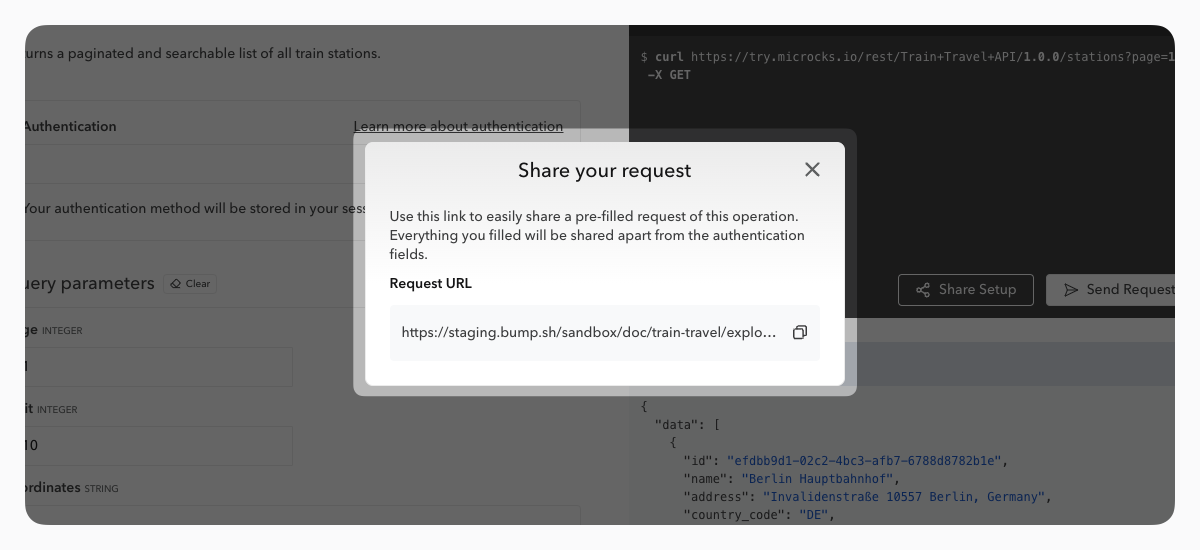 urns a paginated and searchable list of all train stations.
Authentication
Learn more about authentication
Your authentication method will be stored in your sess
uery parameters
Clear
ge INTEGER
1
it INTEGER
10
ordinates STRING
$ curl https://try.microcks.io/rest/Train+Travel+API/1.0.0/stations?page=1
-X GET
Share your request
Use this link to easily share a pre-filled request of this operation.
Everything you filled will be shared apart from the authentication
fields.
Request URL
https://staging.bump.sh/sandbox/doc/train-travel/explo...
Share Setup
Send Request
{
"data": [
{
"id": "efdbb9d1-02c2-4bc3-afb7-6788d8782b1e",
"name": "Berlin Hauptbahnhof",
"address": "Invalidenstraße 10557 Berlin, Germany",
"country_code": "DE",